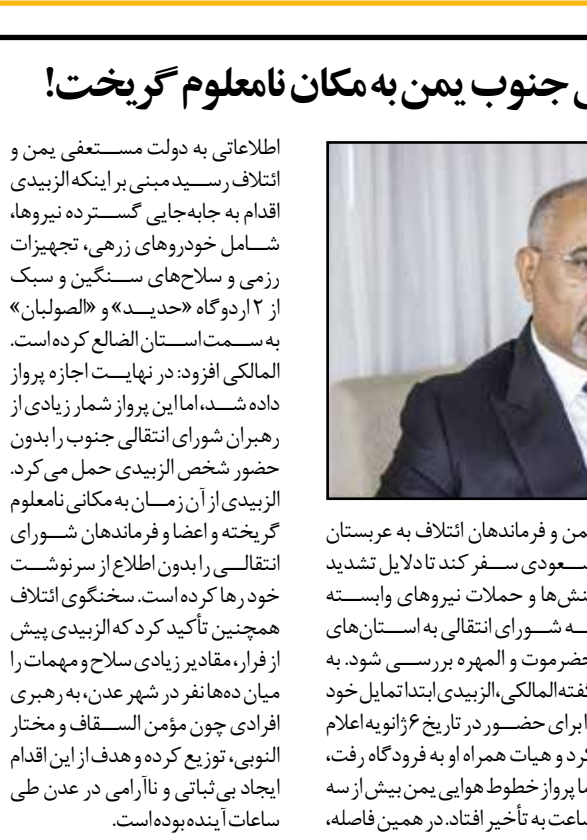 جنوب یمن به مکان نامعلوم گریخت!
و فرماندهان ائتلاف به عربستان
سفر کند تا دلایل تشدید
و حملات نیروهای وابسته
شورای انتقالی به استان‌های
حضرموت و المهره بررسی شود. به
گفته المالکی، الزبیدی ابتدا تمایل خود
برای حضور در تاریخ ۶ ژانویه اعلام
کرد و هیات همراه او به فرودگاه رفت،
پرواز خطوط هوایی یمن بیش از سه
ساعت به تأخیر افتاد. در همین فاصله،
اطلاعاتی به دولت مستعفی یمن و
ائتلاف رسید مبنی بر اینکه الزبیدی
اقدام به جابه‌جایی گسترده نیروها،
شامل خودروهای زرهی، تجهیزات
رزمی و سلاح‌های سنگین و سبک
از ۲ اردوگاه «حدید» و «الصولبان»
به سمت استان الضالع کرده است.
المالکی افزود: در نهایت اجازه پرواز
داده شد، اما این پرواز شمار زیادی از
رهبران شورای انتقالی جنوب را بدون
حضور شخص الزبیدی حمل می‌کرد.
الزبیدی از آن زمان به مکانی نامعلوم
گریخته و اعضا و فرماندهان شورای
انتقالی را بدون اطلاع از سرنوشت
خود رها کرده است. سخنگوی ائتلاف
همچنین تأکید کرد که الزبیدی پیش
از فرار، مقادیر زیادی سلاح و مهمات را
میان ده‌ها نفر در شهر عدن، به رهبری
افرادی چون مؤمن السقاف و مختار
النوبی، توزیع کرده و هدف از این اقدام
ایجاد بی‌ثباتی و ناآرامی در عدن طی
ساعات آینده بوده است.